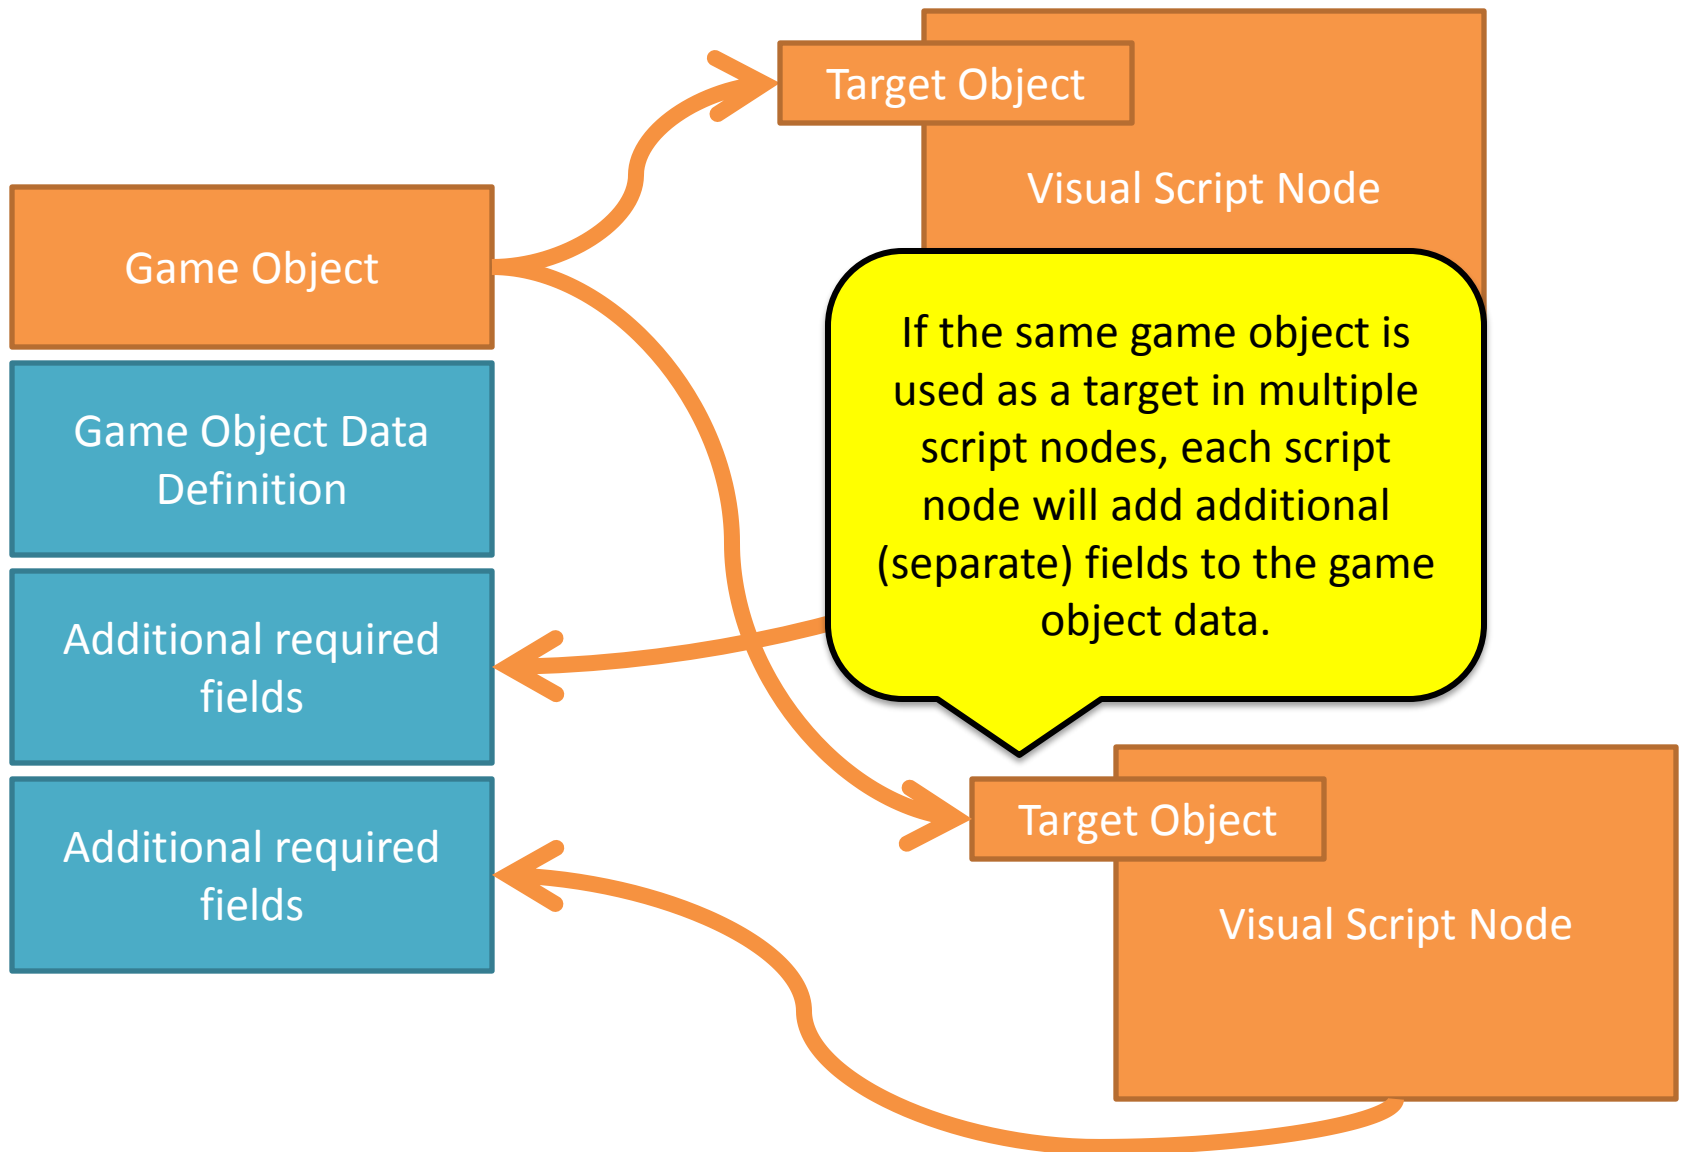 Target Object
Visual Script Node
Game Object
If the same game object is
used as a target in multiple
script nodes, each script
node will add additional
(separate) fields to the game
object data.
Game Object Data
Definition
Additional required
fields
Additional required
fields
Target Object
Visual Script Node